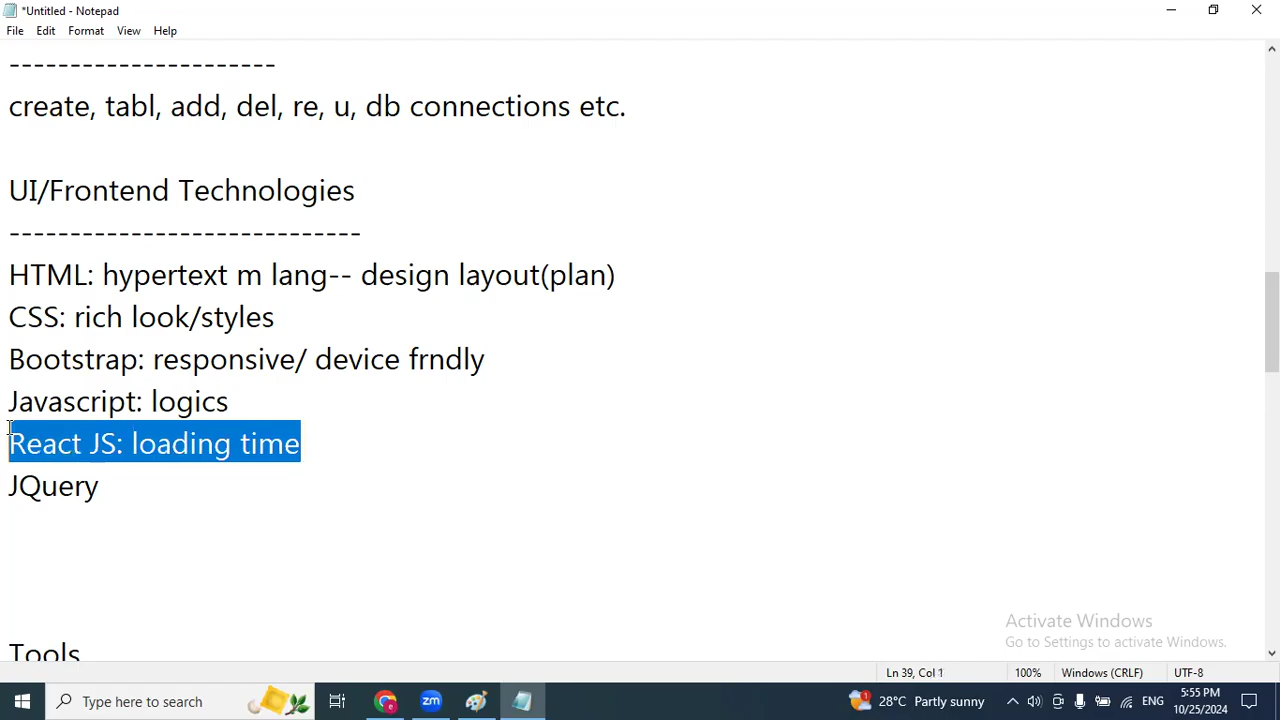 *Untitled - Notepad
File Edit Format View Help
---------------------
create, tabl, add, del, re, u, db connections etc.
UI/Frontend Technologies
----------------------------
HTML: hypertext m lang-- design layout(plan)
CSS: rich look/styles
Bootstrap: responsive/ device frndly
Javascript: logics
React JS: loading time
JQuery
Tools
Activate Windows
Go to Settings to activate Windows.
Ln 39, Col 1 100% Windows (CRLF) UTF-8
Type here to search 28°C Partly sunny ENG 5:55 PM
10/25/2024